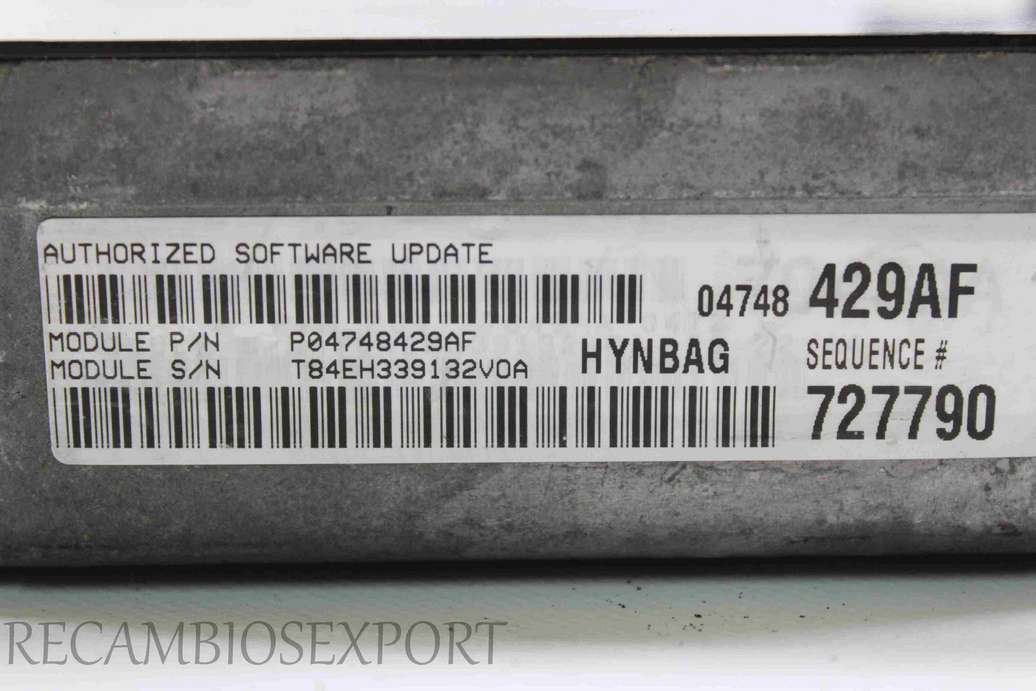 AUTHORIZED SOFTWARE UPDATE
04748 429AF
MODULE P/N P04748429AF
MODULE S/N T84EH339132V0A
HYNBAG
SEQUENCE #
727790
RECAMBIOSEXPORT